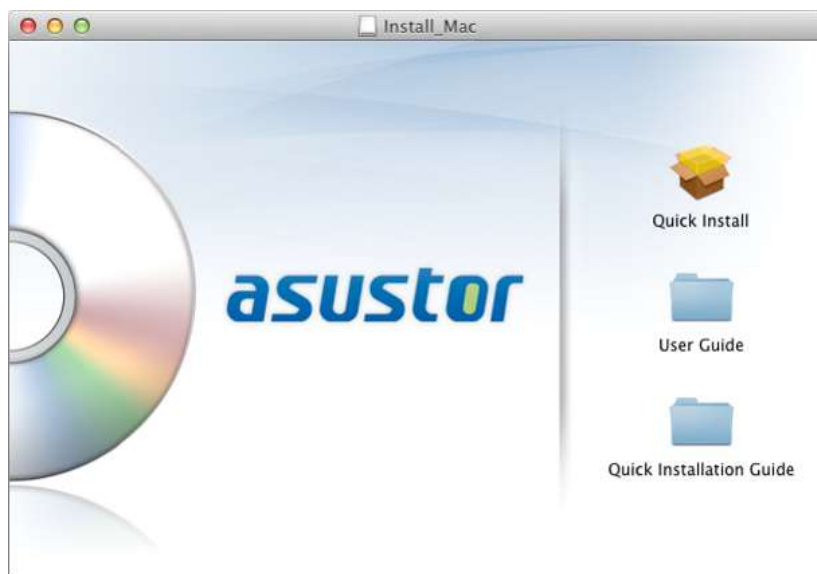 Install_Mac
asustor
Quick Install
User Guide
Quick Installation Guide